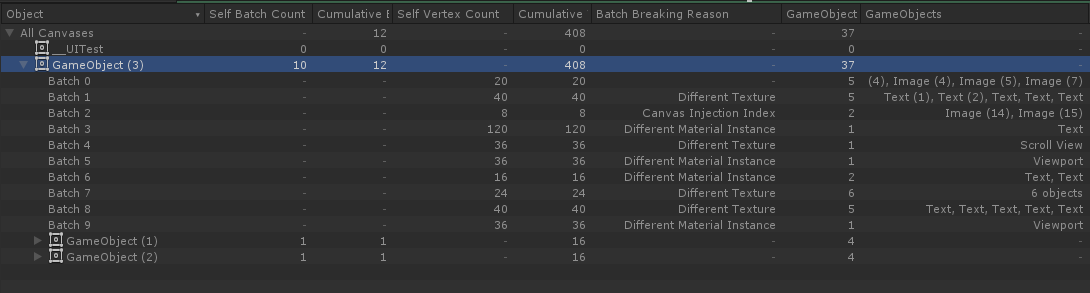 Object Self Batch Count Cumulative E Self Vertex Count Cumulative Batch Breaking Reason GameObject GameObjects
All Canvases - 12 - 408 - 37 -
__UITest 0 0 - 0 - 0 -
GameObject (3) 10 12 - 408 - 37 -
Batch 0 - - 20 20 5 (4), Image (4), Image (5), Image (7)
Batch 1 - - 40 40 Different Texture 5 Text (1), Text (2), Text, Text, Text
Batch 2 - - 8 8 Canvas Injection Index 2 Image (14), Image (15)
Batch 3 - - 120 120 Different Material Instance 1 Text
Batch 4 - - 36 36 Different Texture 1 Scroll View
Batch 5 - - 36 36 Different Material Instance 1 Viewport
Batch 6 - - 16 16 Different Material Instance 2 Text, Text
Batch 7 - - 24 24 Different Texture 6 6 objects
Batch 8 - - 40 40 Different Texture 5 Text, Text, Text, Text, Text
Batch 9 - - 36 36 Different Material Instance 1 Viewport
GameObject (1) 1 1 - 16 4 -
GameObject (2) 1 1 - 16 4 -